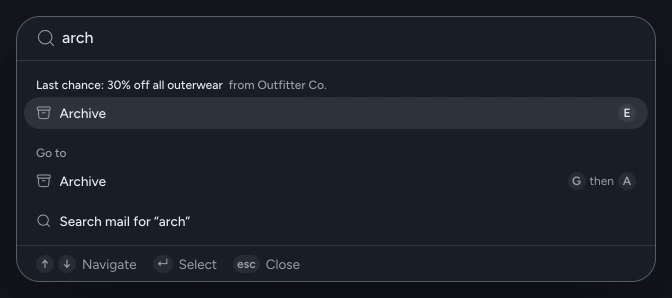 arch
Last chance: 30% off all outerwear from Outfitter Co.
Archive E
Go to
Archive G then A
Search mail for “arch”
↑ ↓ Navigate ↵ Select esc Close